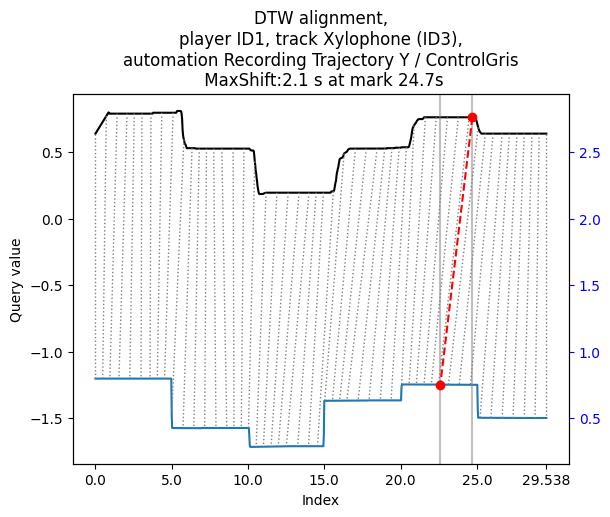 DTW alignment,
player ID1, track Xylophone (ID3),
automation Recording Trajectory Y / ControlGris
MaxShift:2.1 s at mark 24.7s
0.5
0.0
−0.5
−1.0
−1.5
Query value
2.5
2.0
1.5
1.0
0.5
0.0 5.0 10.0 15.0 20.0 25.0 29.538
Index